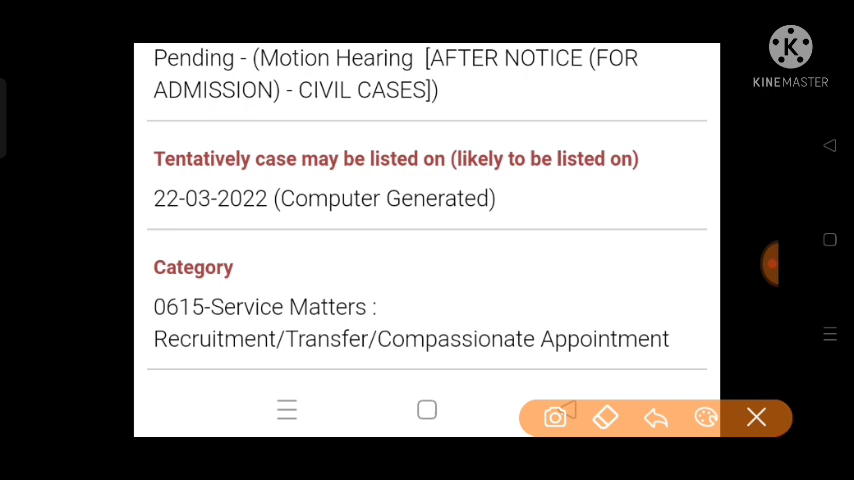 Pending - (Motion Hearing [AFTER NOTICE (FOR
ADMISSION) - CIVIL CASES])
Tentatively case may be listed on (likely to be listed on)
22-03-2022 (Computer Generated)
Category
0615-Service Matters :
Recruitment/Transfer/Compassionate Appointment
K
KINEMASTER